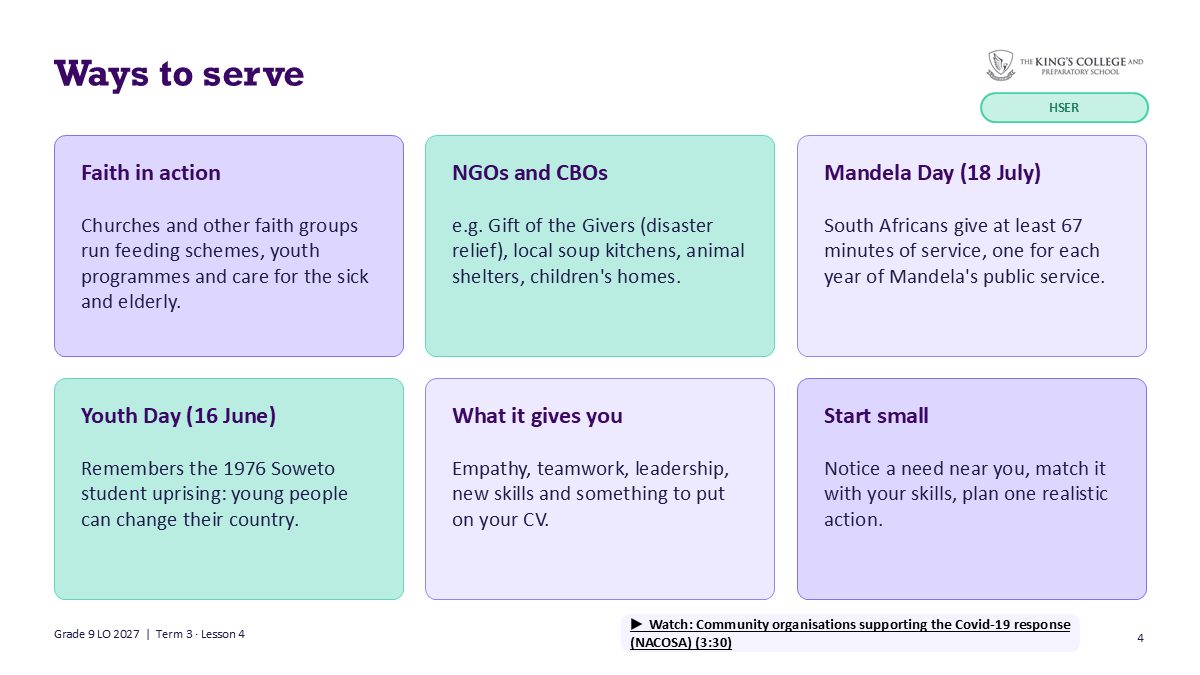 Ways to serve
THE KING'S COLLEGE AND
PREPARATORY SCHOOL
HSER
Faith in action
Churches and other faith groups
run feeding schemes, youth
programmes and care for the sick
and elderly.
NGOs and CBOs
e.g. Gift of the Givers (disaster
relief), local soup kitchens, animal
shelters, children's homes.
Mandela Day (18 July)
South Africans give at least 67
minutes of service, one for each
year of Mandela's public service.
Youth Day (16 June)
Remembers the 1976 Soweto
student uprising: young people
can change their country.
What it gives you
Empathy, teamwork, leadership,
new skills and something to put
on your CV.
Start small
Notice a need near you, match it
with your skills, plan one realistic
action.
Grade 9 LO 2027 | Term 3 · Lesson 4
▶ Watch: Community organisations supporting the Covid-19 response
(NACOSA) (3:30)
4